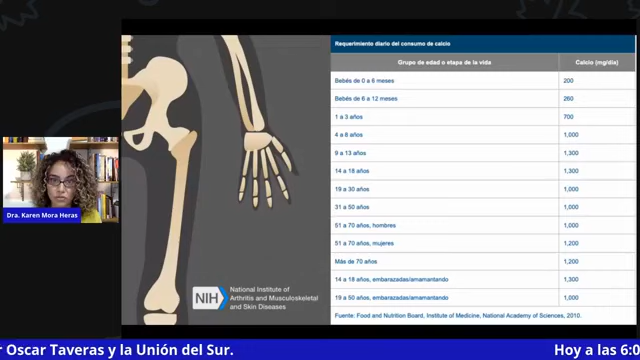 Requerimiento diario del consumo de calcio
Grupo de edad o etapa de la vida Calcio (mg/día)
Bebés de 0 a 6 meses 200
Bebés de 6 a 12 meses 260
1 a 3 años 700
4 a 8 años 1,000
9 a 13 años 1,300
14 a 18 años 1,300
19 a 30 años 1,000
31 a 50 años 1,000
51 a 70 años, hombres 1,000
51 a 70 años, mujeres 1,200
Más de 70 años 1,200
14 a 18 años, embarazadas/amamantando 1,300
19 a 50 años, embarazadas/amamantando 1,000
Fuente: Food and Nutrition Board, Institute of Medicine, National Academy of Sciences, 2010.
NIH National Institute of
Arthritis and Musculoskeletal
and Skin Diseases
Dra. Karen Mora Heras
Oscar Taveras y la Unión del Sur. Hoy a las 6:0